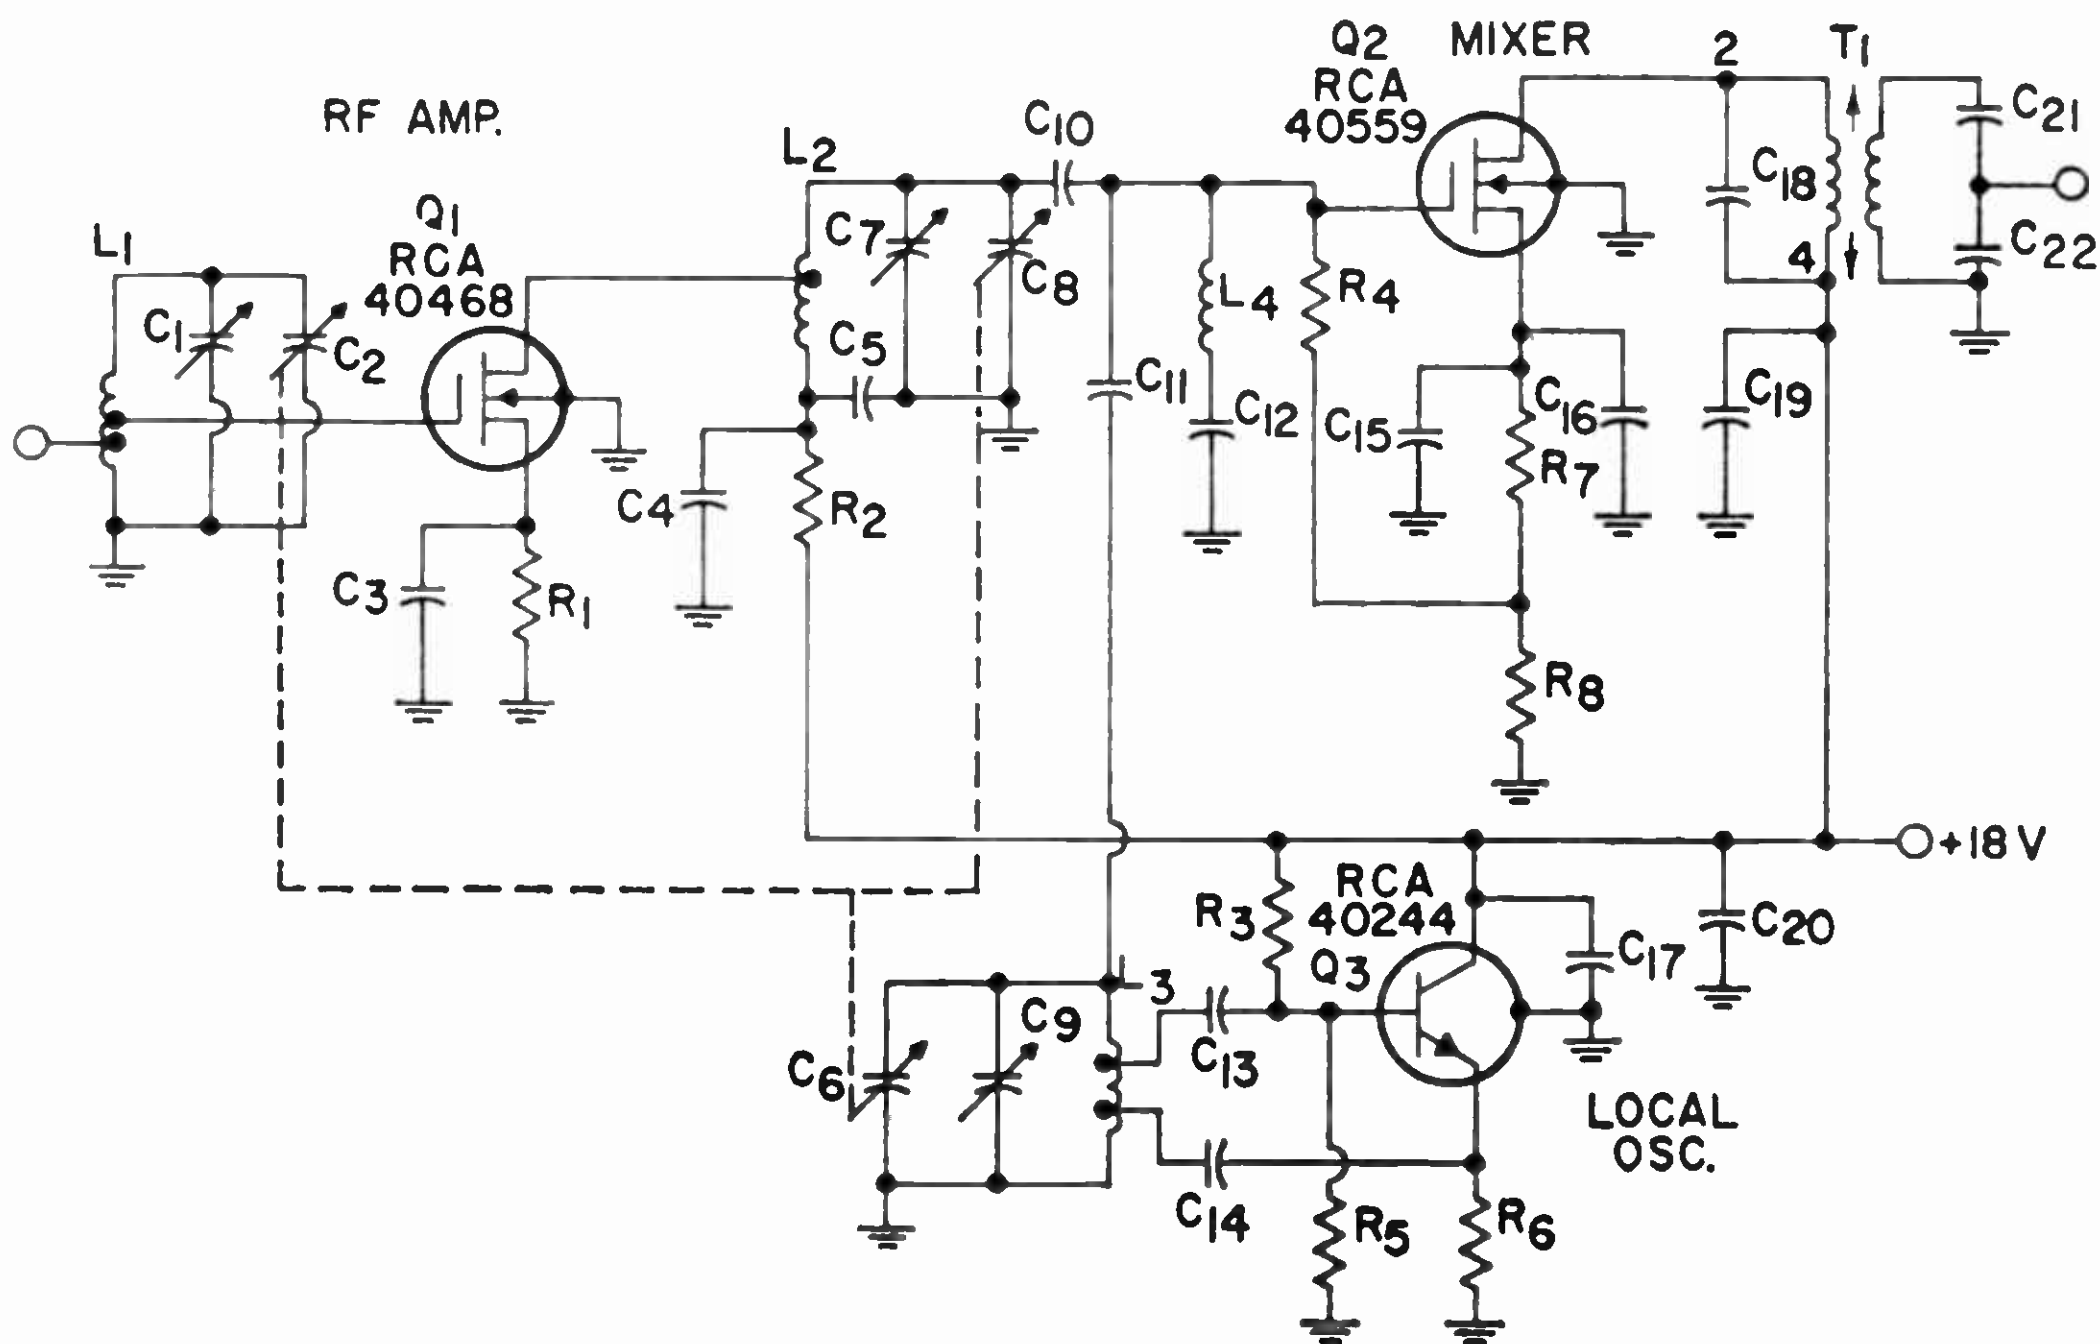 RF AMP.
L1
C1
C2
Q1
RCA
40468
C3
R1
L2
C7
C8
C5
C4
R2
C10
C11
L4
C12
R4
Q2 MIXER
RCA
40559
C15
C16
R7
R8
2
T1
C18
4
C19
C21
C22
+18V
R3
RCA
40244
Q3
C17
C20
L3
C6
C9
C13
C14
R5
R6
LOCAL
OSC.